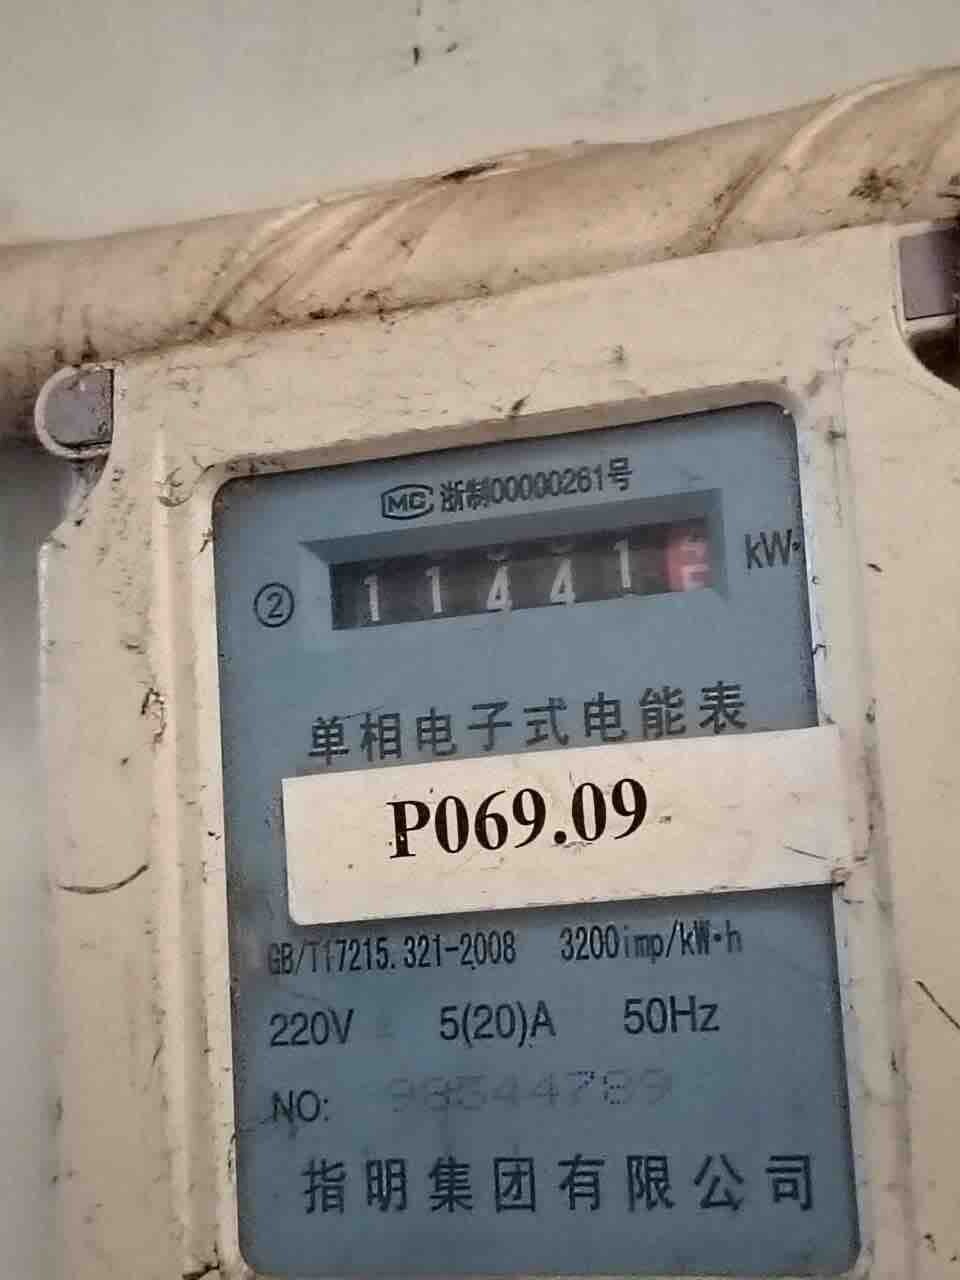 MC 浙制00000261号
② 11441 kW·
单相电子式电能表
P069.09
GB/T17215.321-2008 3200imp/kW·h
220V 5(20)A 50Hz
NO: 98544789
指明集团有限公司